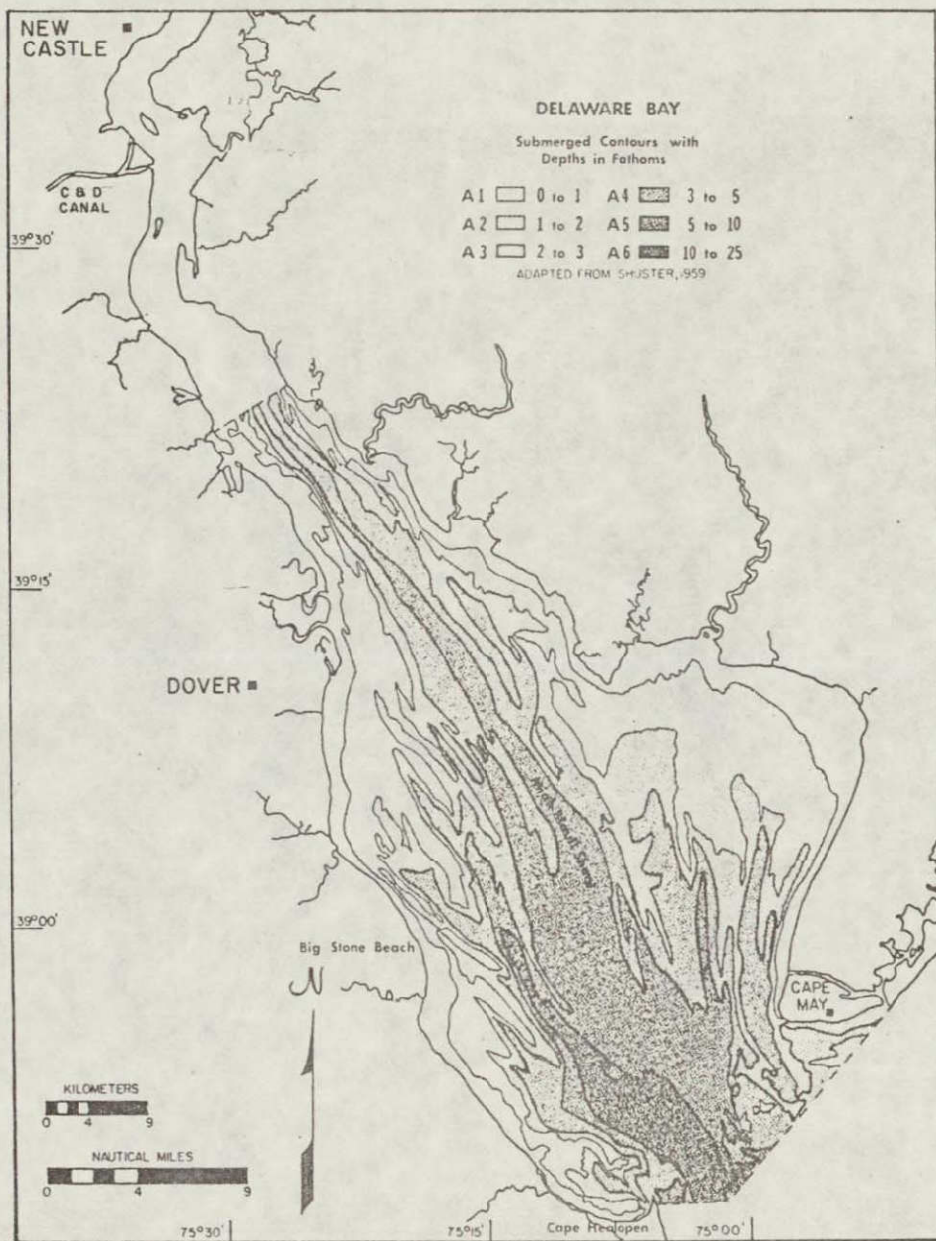 NEW
CASTLE
DELAWARE BAY
Submerged Contours with
Depths in Fathoms
A1 0 to 1 A4 3 to 5
A2 1 to 2 A5 5 to 10
A3 2 to 3 A6 10 to 25
ADAPTED FROM SHUSTER, 1959
C & D
CANAL
39°30'
39°15'
DOVER
39°00'
Big Stone Beach
N
CAPE
MAY
KILOMETERS
0 4 9
NAUTICAL MILES
0 4 9
75°30'
75°15'
Cape Henlopen
75°00'